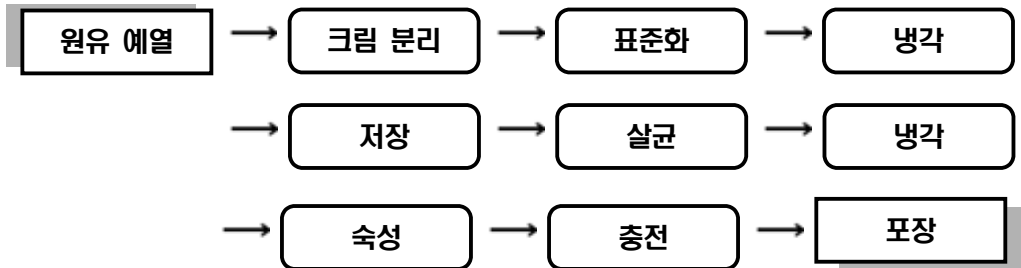 원유 예열 → 크림 분리 → 표준화 → 냉각
→ 저장 → 살균 → 냉각
→ 숙성 → 충전 → 포장